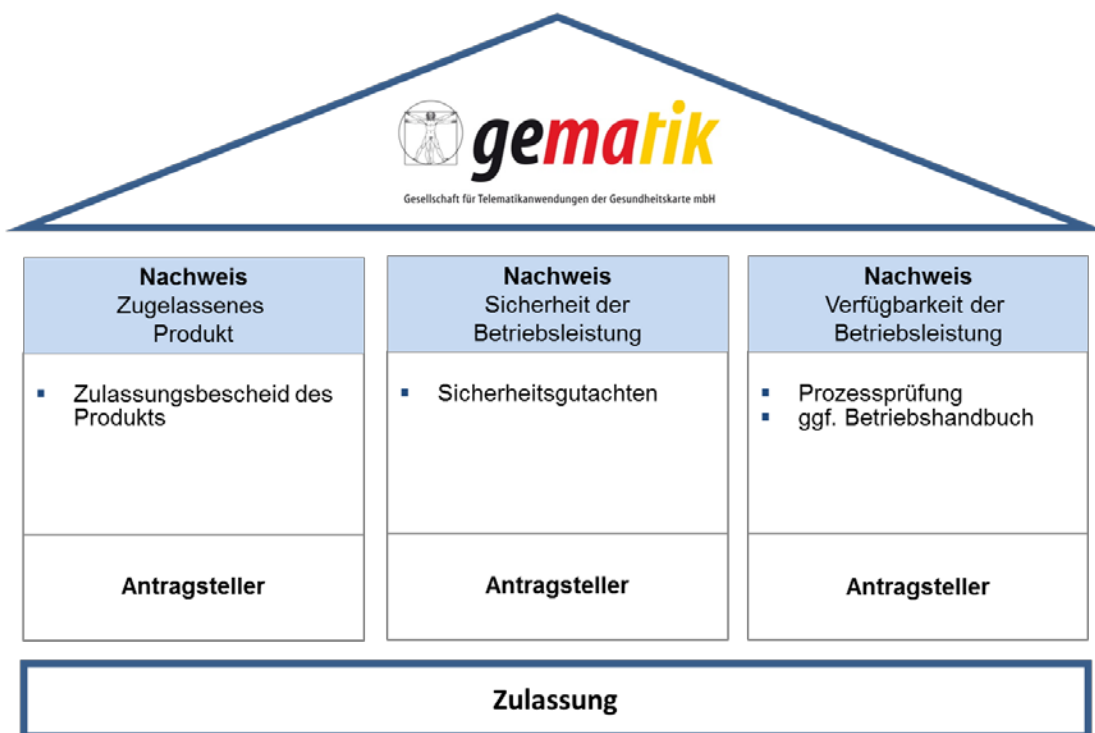 gematik
Gesellschaft für Telematikanwendungen der Gesundheitskarte mbH
Nachweis
Zugelassenes
Produkt
▪ Zulassungsbescheid des
Produkts
Antragsteller
Nachweis
Sicherheit der
Betriebsleistung
▪ Sicherheitsgutachten
Antragsteller
Nachweis
Verfügbarkeit der
Betriebsleistung
▪ Prozessprüfung
▪ ggf. Betriebshandbuch
Antragsteller
Zulassung